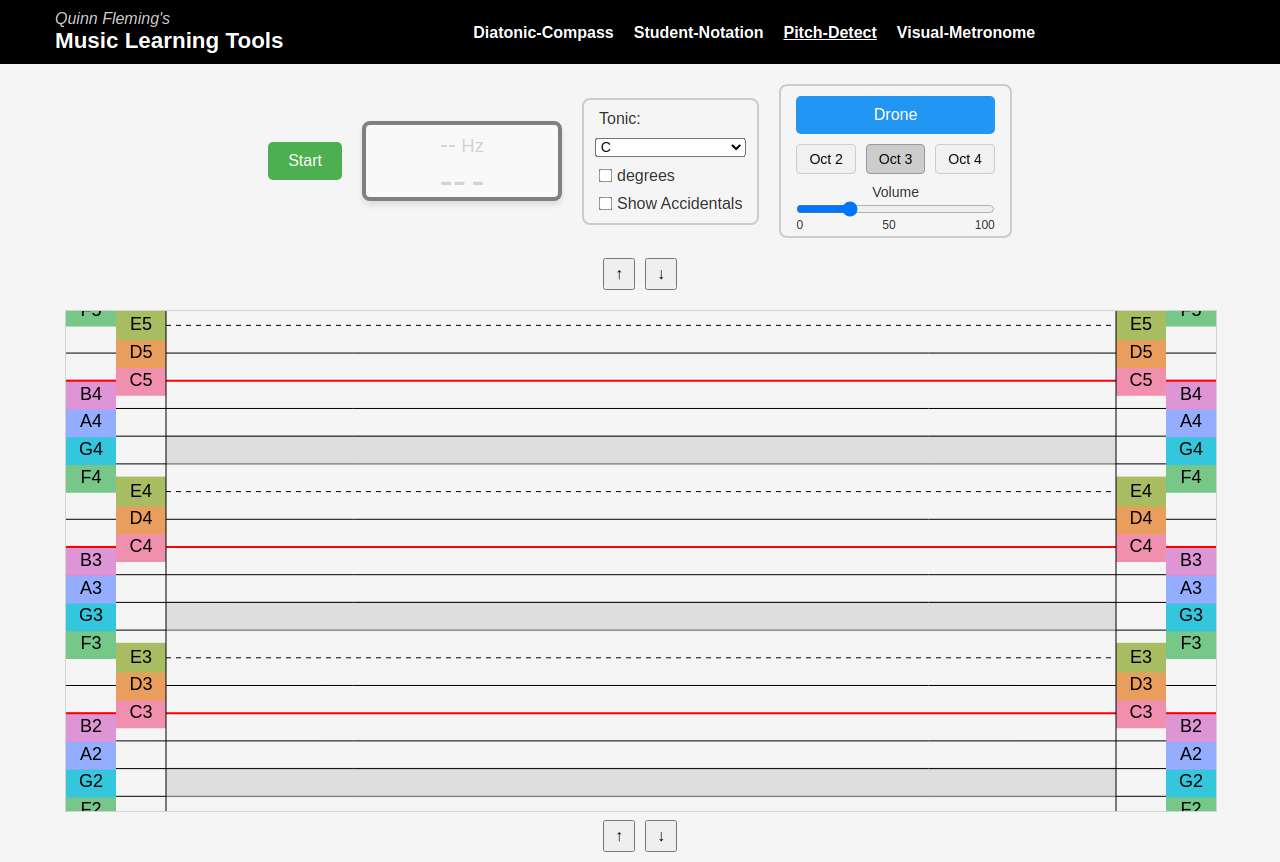 Quinn Fleming's
Music Learning Tools
Diatonic-Compass Student-Notation Pitch-Detect Visual-Metronome
Start
-- Hz
-- -
Tonic:
C
degrees
Show Accidentals
Drone
Oct 2 Oct 3 Oct 4
Volume
0 50 100
↑ ↓
F5 E5 E5 F5
D5 D5
C5 C5
B4 B4
A4 A4
G4 G4
F4 F4
E4 E4
D4 D4
C4 C4
B3 B3
A3 A3
G3 G3
F3 F3
E3 E3
D3 D3
C3 C3
B2 B2
A2 A2
G2 G2
F2 F2
↑ ↓